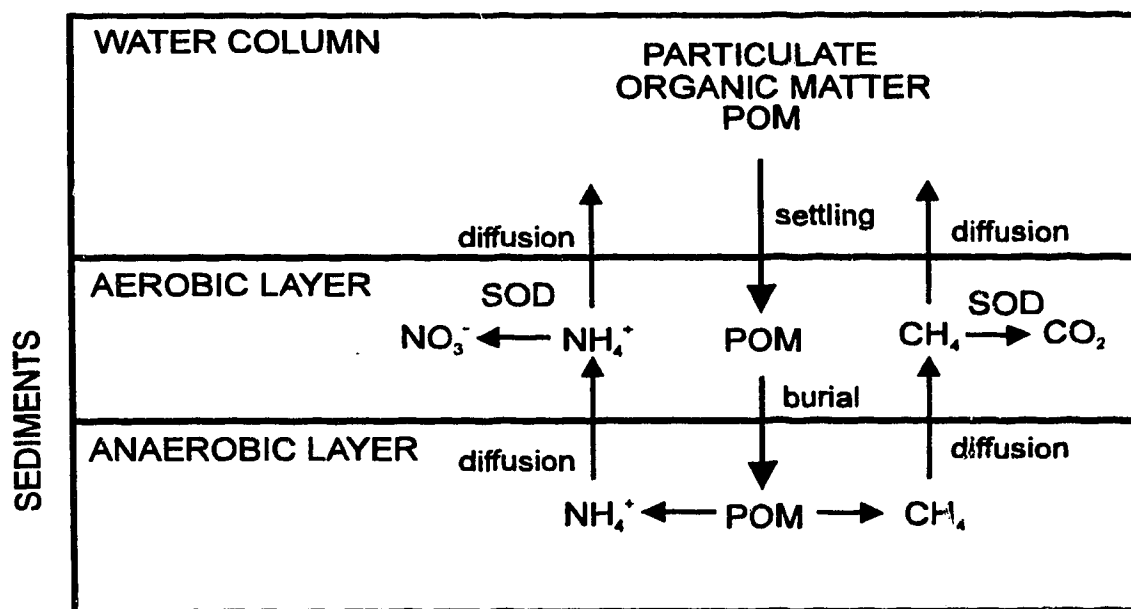 WATER COLUMN
PARTICULATE
ORGANIC MATTER
POM
diffusion
settling
diffusion
AEROBIC LAYER
SOD
SOD
NO₃⁻
NH₄⁺
POM
CH₄
CO₂
burial
ANAEROBIC LAYER
diffusion
diffusion
NH₄⁺
POM
CH₄
SEDIMENTS